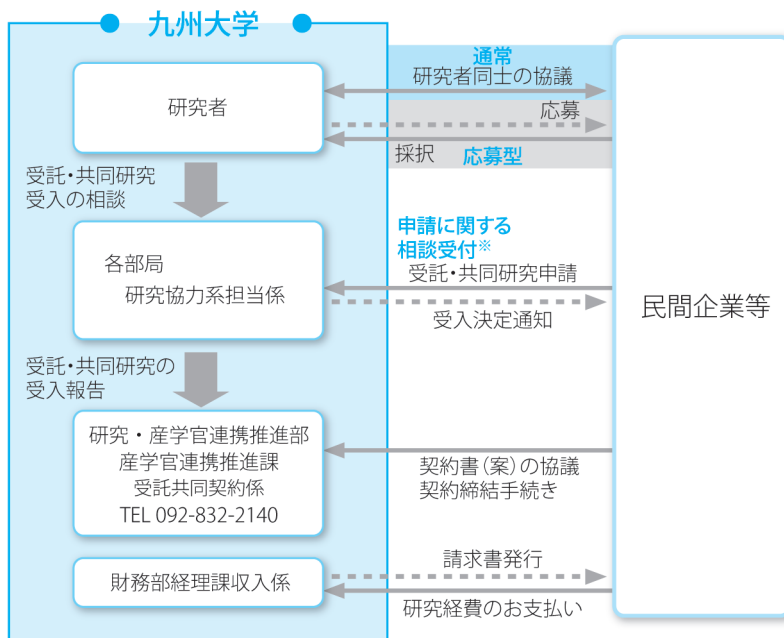 九州大学
通常
研究者同士の協議
研究者
応募
採択 応募型
受託・共同研究
受入の相談
申請に関する
相談受付※
各部局
研究協力系担当係
受託・共同研究申請
受入決定通知
民間企業等
受託・共同研究の
受入報告
研究・産学官連携推進部
産学官連携推進課
受託共同契約係
TEL 092-832-2140
契約書(案)の協議
契約締結手続き
請求書発行
財務部経理課収入係
研究経費のお支払い